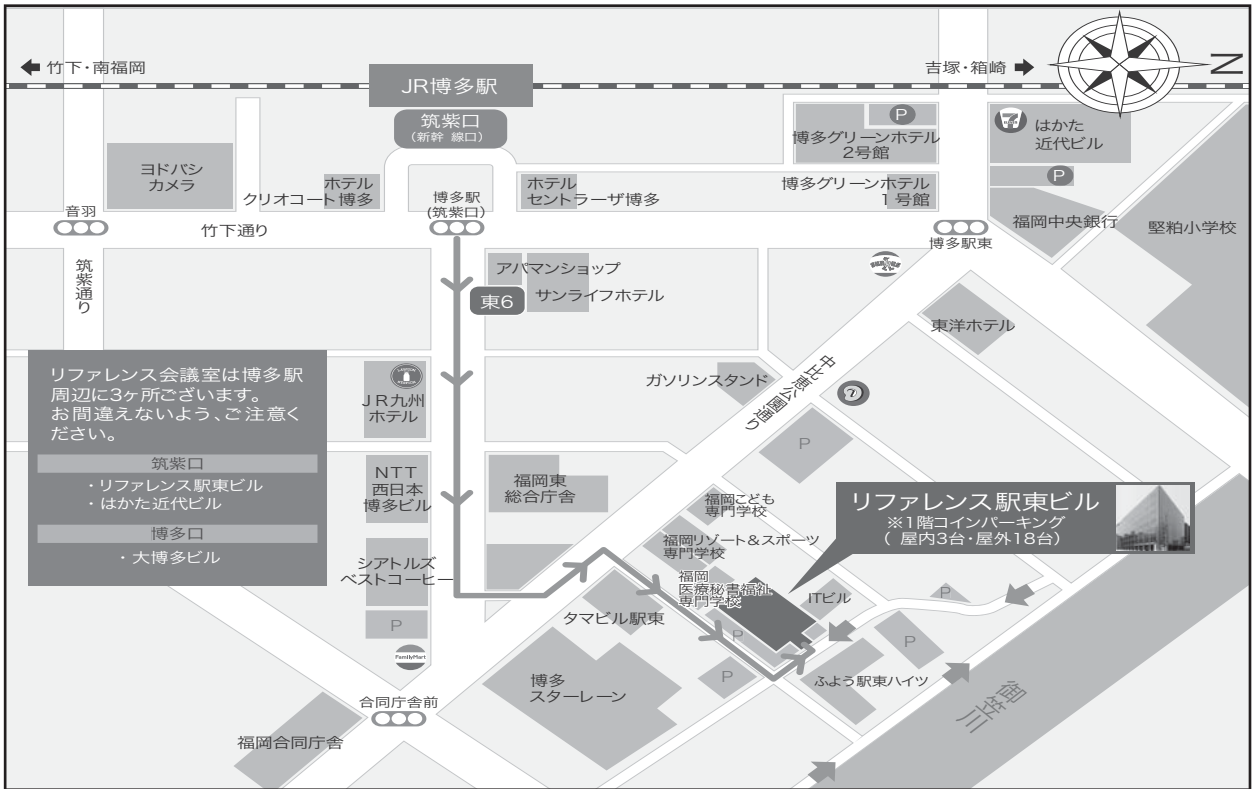 竹下・南福岡
吉塚・箱崎
N
JR博多駅
筑紫口
(新幹線口)
P
博多グリーンホテル
2号館
7
はかた
近代ビル
P
ヨドバシ
カメラ
ホテル
クリオコート博多
博多駅
(筑紫口)
ホテル
セントラーザ博多
博多グリーンホテル
1号館
音羽
竹下通り
博多駅東
福岡中央銀行
堅粕小学校
筑紫通り
アパマンショップ
東6
サンライフホテル
東洋ホテル
中比恵公園通り
ガソリンスタンド
リファレンス会議室は博多駅
周辺に3ヶ所ございます。
お間違えないよう、ご注意く
ださい。
筑紫口
・リファレンス駅東ビル
・はかた近代ビル
博多口
・大博多ビル
JR九州
ホテル
P
NTT
西日本
博多ビル
福岡東
総合庁舎
福岡こども
専門学校
リファレンス駅東ビル
※1階コインパーキング
(屋内3台・屋外18台)
福岡リゾート＆スポーツ
専門学校
シアトルズ
ベストコーヒー
福岡
医療秘書福祉
専門学校
ITビル
P
タマビル駅東
P
P
P
FamilyMart
博多
スターレーン
P
ふよう駅東ハイツ
御笠川
合同庁舎前
福岡合同庁舎